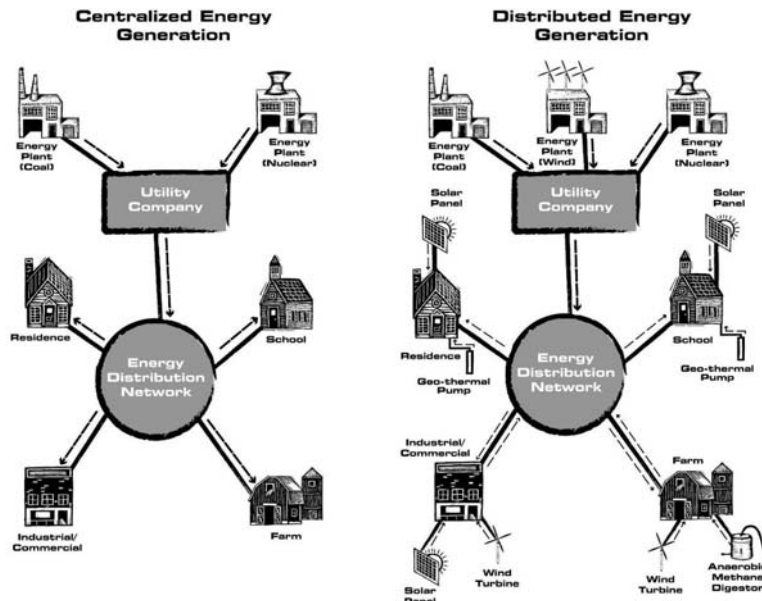 Centralized Energy
Generation
Energy
Plant
(Coal)
Energy
Plant
(Nuclear)
Utility
Company
Residence
School
Energy
Distribution
Network
Industrial/
Commercial
Farm
Distributed Energy
Generation
Energy
Plant
(Coal)
Energy
Plant
(Wind)
Energy
Plant
(Nuclear)
Utility
Company
Solar
Panel
Solar
Panel
Residence
Geo-thermal
Pump
School
Geo-thermal
Pump
Energy
Distribution
Network
Industrial/
Commercial
Farm
Solar
Panel
Wind
Turbine
Wind
Turbine
Anaerobic
Methane
Digestor